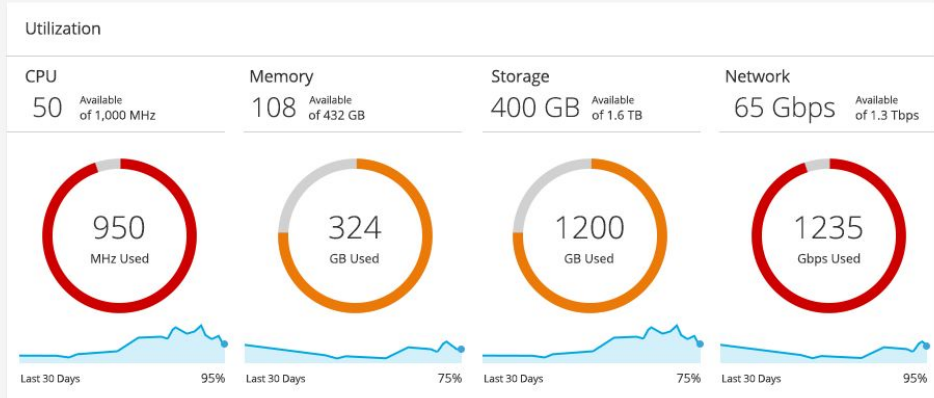 Utilization
CPU
50 Available of 1,000 MHz
Memory
108 Available of 432 GB
Storage
400 GB Available of 1.6 TB
Network
65 Gbps Available of 1.3 Tbps
950
MHz Used
324
GB Used
1200
GB Used
1235
Gbps Used
Last 30 Days 95%
Last 30 Days 75%
Last 30 Days 75%
Last 30 Days 95%